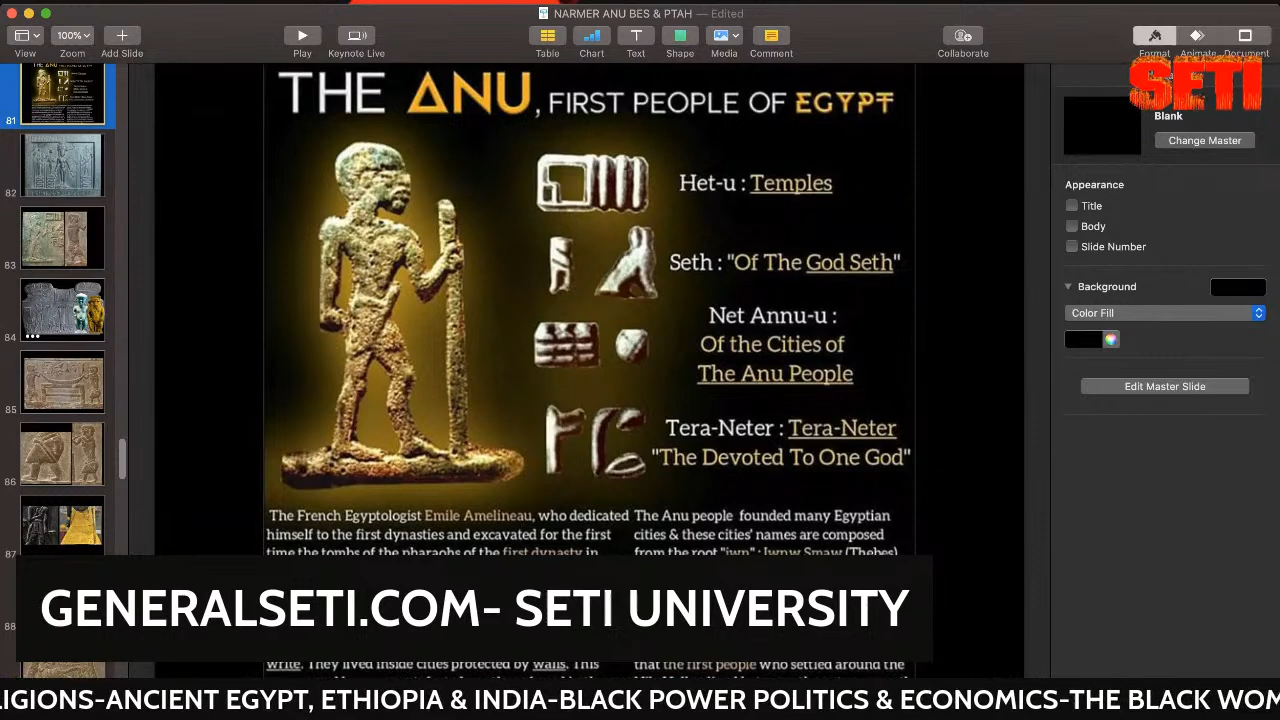 NARMER ANU BES & PTAH — Edited
View
100%
Zoom
Add Slide
Play
Keynote Live
Table
Chart
Text
Shape
Media
Comment
Collaborate
Format
Animate
Document
SETI
Blank
Change Master
Appearance
Title
Body
Slide Number
Background
Color Fill
Edit Master Slide
81
82
83
84
85
86
87
88
THE ANU, FIRST PEOPLE OF EGYPT
Het-u : Temples
Seth : "Of The God Seth"
Net Annu-u :
Of the Cities of
The Anu People
Tera-Neter : Tera-Neter
"The Devoted To One God"
The French Egyptologist Emile Amelineau, who dedicated
himself to the first dynasties and excavated for the first
time the tombs of the pharaohs of the first dynasty in
write. They lived inside cities protected by walls. This
The Anu people founded many Egyptian
cities & these cities' names are composed
from the root "iwn" : Iwnw Smaw (Thebes)
that the first people who settled around the
GENERALSETI.COM- SETI UNIVERSITY
LIGIONS-ANCIENT EGYPT, ETHIOPIA & INDIA-BLACK POWER POLITICS & ECONOMICS-THE BLACK WOM